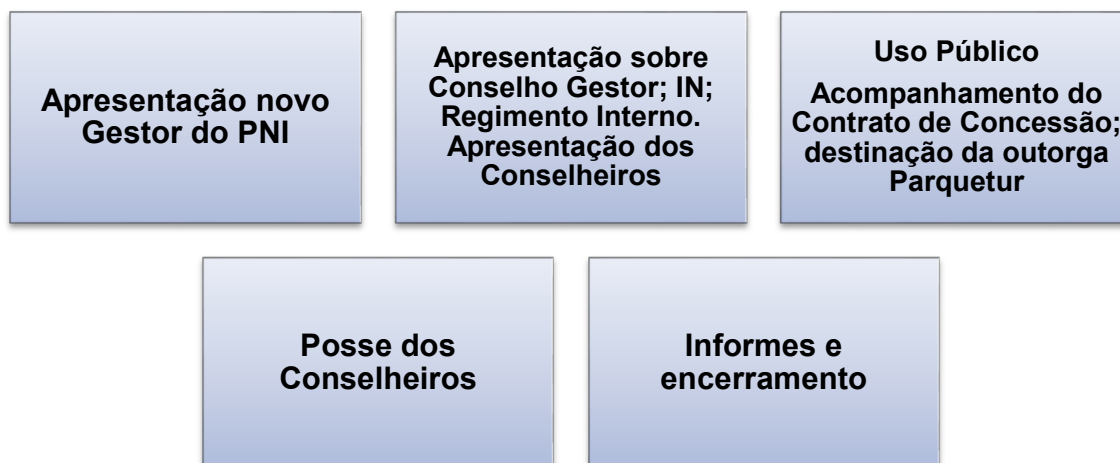 Apresentação novo
Gestor do PNI
Apresentação sobre
Conselho Gestor; IN;
Regimento Interno.
Apresentação dos
Conselheiros
Uso Público
Acompanhamento do
Contrato de Concessão;
destinação da outorga
Parquetur
Posse dos
Conselheiros
Informes e
encerramento